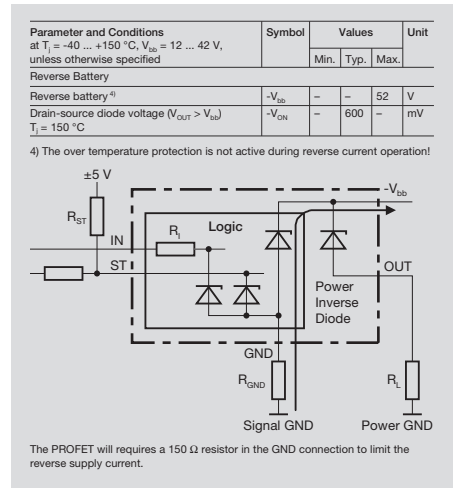 Parameter and Conditions
at Tj = -40 ... +150 °C, Vbb = 12 ... 42 V,
unless otherwise specified
Symbol
Values
Unit
Min. Typ. Max.
Reverse Battery
Reverse battery 4) -Vbb – – 52 V
Drain-source diode voltage (VOUT > Vbb) -VON – 600 – mV
Tj = 150 °C
4) The over temperature protection is not active during reverse current operation!
±5 V
-Vbb
RST
IN
RI
Logic
ST
OUT
Power
Inverse
Diode
GND
RGND
RL
Signal GND
Power GND
The PROFET will requires a 150 Ω resistor in the GND connection to limit the
reverse supply current.